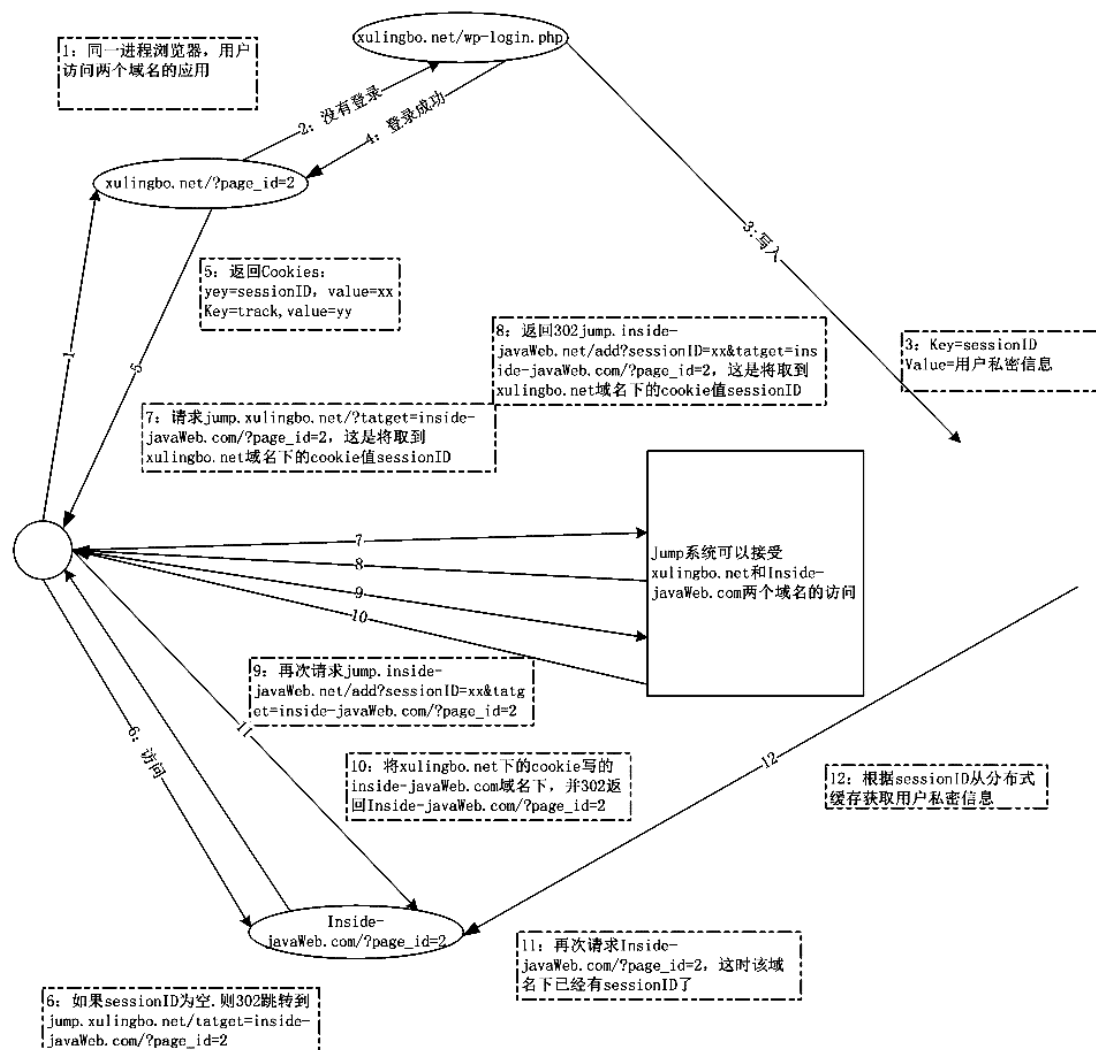 xulingbo.net/wp-login.php
1：同一进程浏览器，用户
访问两个域名的应用
2：没有登录
4：登录成功
xulingbo.net/?page_id=2
3:写入
5：返回Cookies：
yey=sessionID，value=xx
Key=track,value=yy
1
5
8：返回302jump.inside-
javaWeb.net/add?sessionID=xx&tatget=ins
ide-javaWeb.com/?page_id=2，这是将取到
xulingbo.net域名下的cookie值sessionID
3：Key=sessionID
Value=用户私密信息
7：请求jump.xulingbo.net/?tatget=inside-
javaWeb.com/?page_id=2，这是将取到
xulingbo.net域名下的cookie值sessionID
7
8
9
10
Jump系统可以接受
xulingbo.net和Inside-
javaWeb.com两个域名的访问
9：再次请求jump.inside-
javaWeb.net/add?sessionID=xx&tatg
et=inside-javaWeb.com/?page_id=2
6：访问
11
10：将xulingbo.net下的cookie写的
inside-javaWeb.com域名下，并302返
回Inside-javaWeb.com/?page_id=2
12
12：根据sessionID从分布式
缓存获取用户私密信息
Inside-
javaWeb.com/?page_id=2
11：再次请求Inside-
javaWeb.com/?page_id=2，这时该域
名下已经有sessionID了
6：如果sessionID为空.则302跳转到
jump.xulingbo.net/tatget=inside-
javaWeb.com/?page_id=2